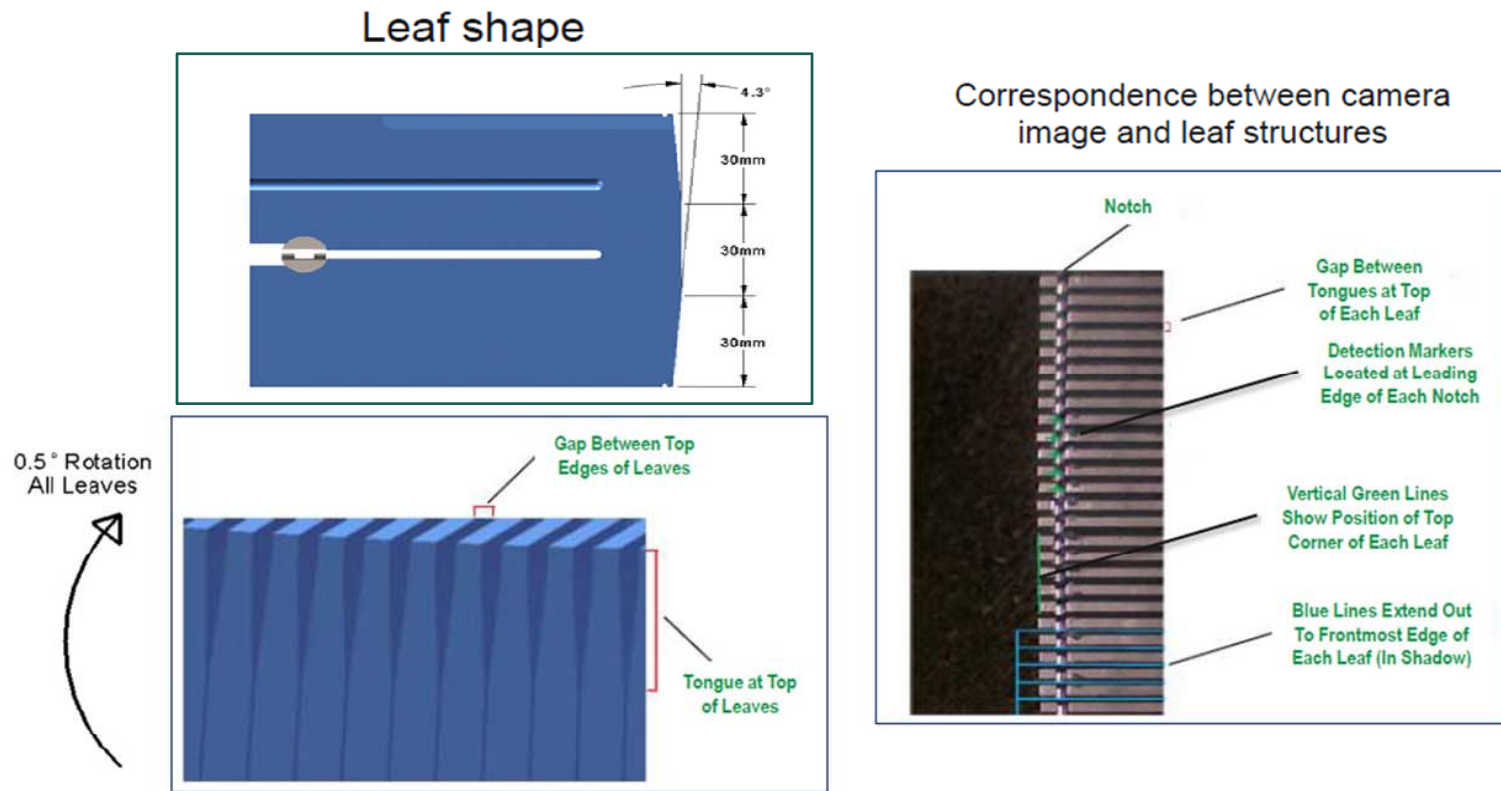 Leaf shape
4.3°
30mm
30mm
30mm
0.5° Rotation
All Leaves
Gap Between Top
Edges of Leaves
Tongue at Top
of Leaves
Correspondence between camera
image and leaf structures
Notch
Gap Between
Tongues at Top
of Each Leaf
Detection Markers
Located at Leading
Edge of Each Notch
Vertical Green Lines
Show Position of Top
Corner of Each Leaf
Blue Lines Extend Out
To Frontmost Edge of
Each Leaf (In Shadow)